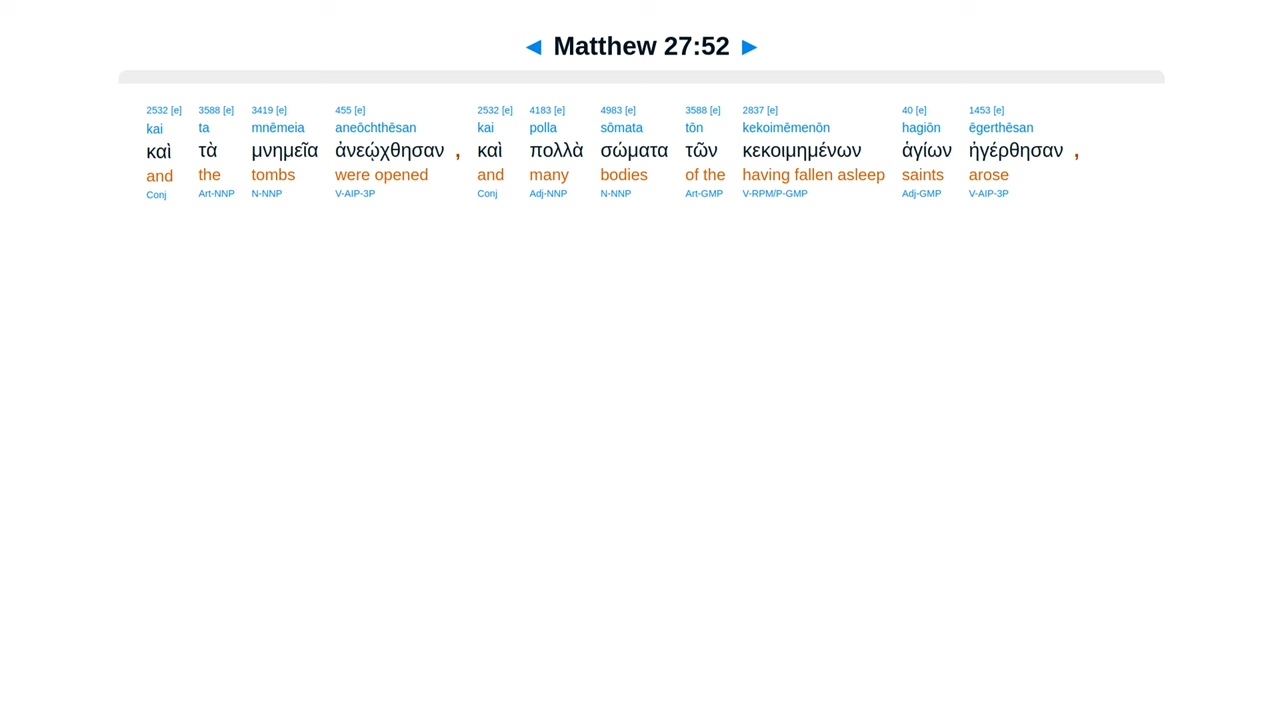 ◄ Matthew 27:52 ►
2532 [e] 3588 [e] 3419 [e] 455 [e] 2532 [e] 4183 [e] 4983 [e] 3588 [e] 2837 [e] 40 [e] 1453 [e]
kai ta mnēmeia aneōchthēsan kai polla sōmata tōn kekoimēmenōn hagiōn ēgerthēsan
καὶ τὰ μνημεῖα ἀνεῴχθησαν , καὶ πολλὰ σώματα τῶν κεκοιμημένων ἁγίων ἠγέρθησαν ,
and the tombs were opened and many bodies of the having fallen asleep saints arose
Conj Art-NNP N-NNP V-AIP-3P Conj Adj-NNP N-NNP Art-GMP V-RPM/P-GMP Adj-GMP V-AIP-3P